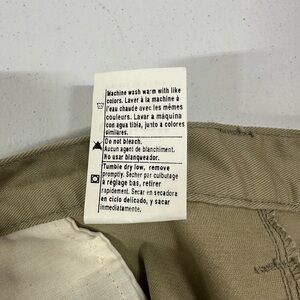 Machine wash warm with like
colors. Laver à la machine à
l'eau chaude avec les mêmes
couleurs. Lavar a máquina
con agua tibia, junto a colores
similares.
Do not bleach.
Aucun agent de blanchiment.
No usar blanqueador.
Tumble dry low, remove
promptly. Sécher par culbutage
à réglage bas, retirer
rapidement. Secar en secadora
en ciclo delicado, y sacar
inmediatamente.